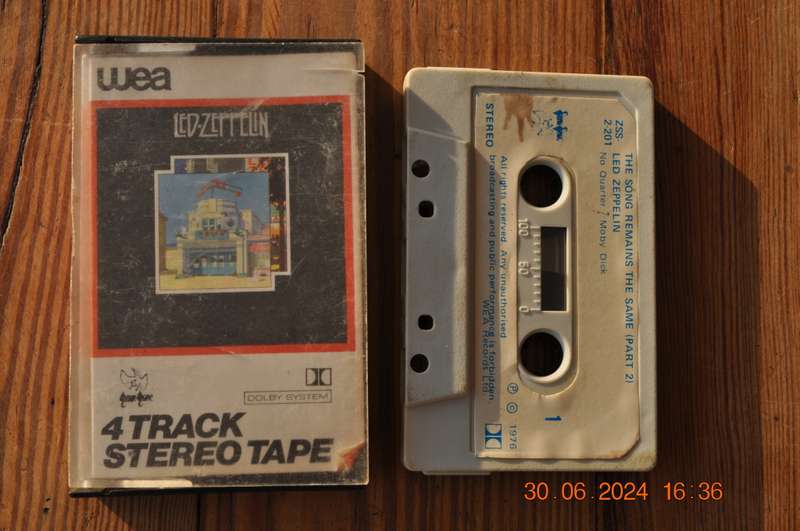 wea
LED-ZEPPELIN
DOLBY SYSTEM
4 TRACK
STEREO TAPE
ZSS·
2-201
THE SONG REMAINS THE SAME (PART 2)
LED ZEPPELIN
No Quarter / Moby Dick
STEREO
100 50 0
1
All rights reserved. Any unauthorised
broadcasting and public performance is forbidden.
WEA Records Ltd.
℗ © 1976
30.06.2024 16:36